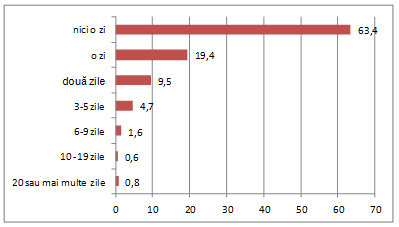 nici o zi 63,4
o zi 19,4
două zile 9,5
3-5 zile 4,7
6-9 zile 1,6
10 -19 zile 0,6
20 sau mai multe zile 0,8
0 10 20 30 40 50 60 70